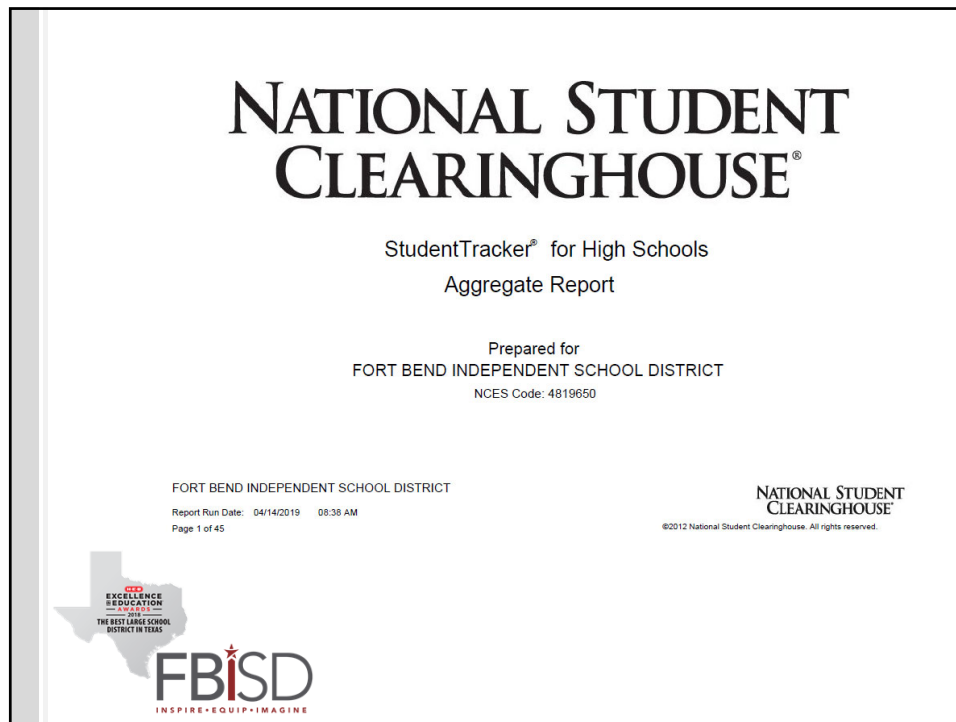 NATIONAL STUDENT
CLEARINGHOUSE®
StudentTracker® for High Schools
Aggregate Report
Prepared for
FORT BEND INDEPENDENT SCHOOL DISTRICT
NCES Code: 4819650
FORT BEND INDEPENDENT SCHOOL DISTRICT
Report Run Date: 04/14/2019 08:38 AM
Page 1 of 45
NATIONAL STUDENT
CLEARINGHOUSE®
©2012 National Student Clearinghouse. All rights reserved.
H-E-B
EXCELLENCE
IN EDUCATION
AWARDS
2018
THE BEST LARGE SCHOOL
DISTRICT IN TEXAS
FBISD
INSPIRE•EQUIP•IMAGINE